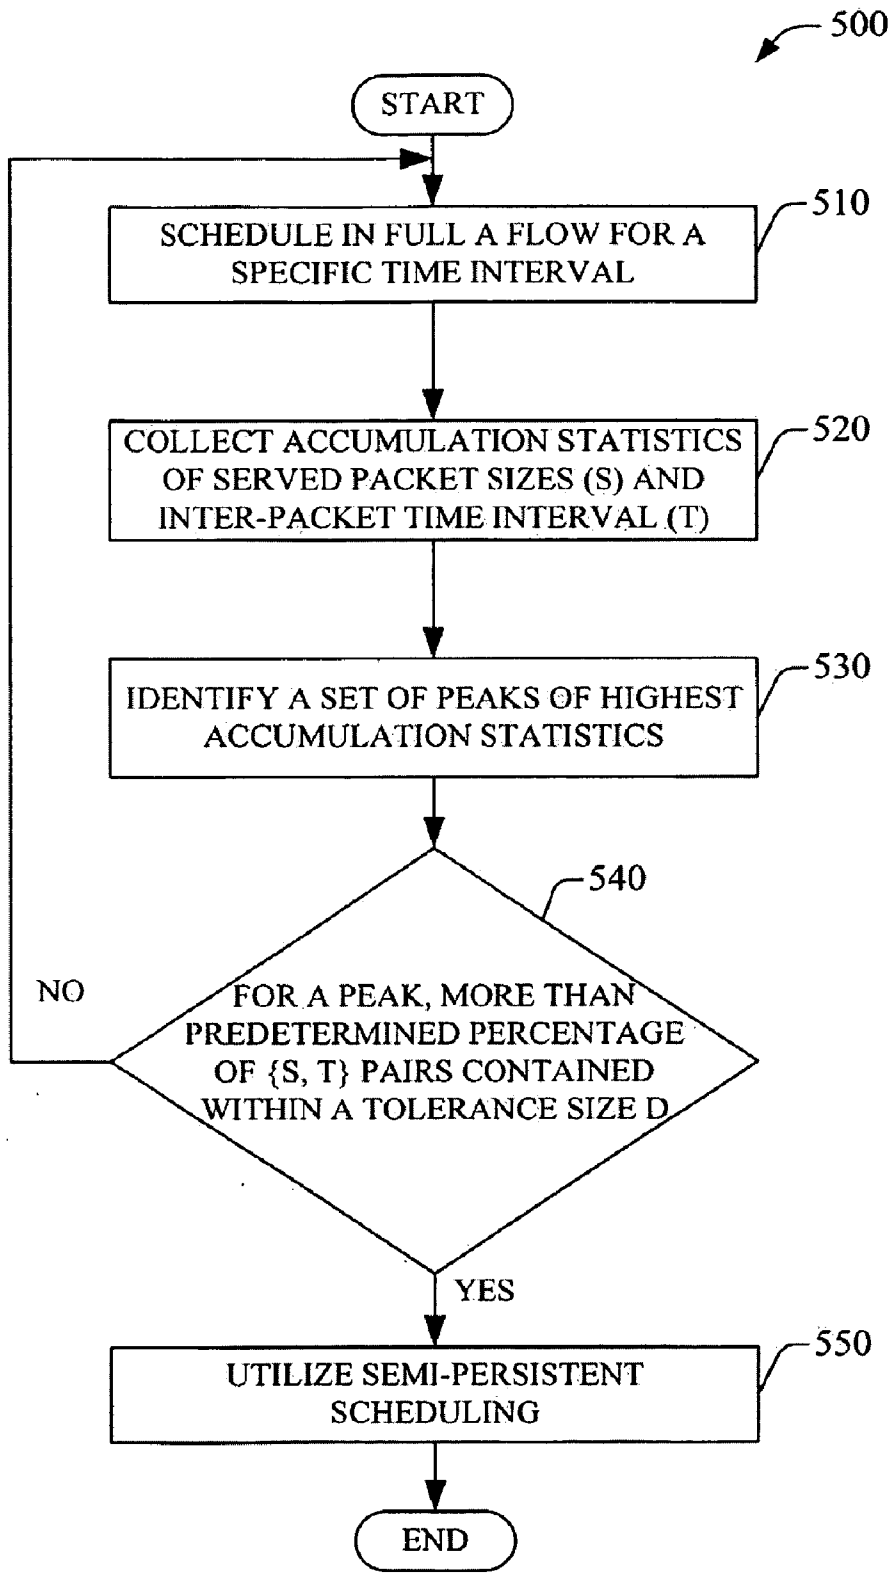 500
START
510
SCHEDULE IN FULL A FLOW FOR A
SPECIFIC TIME INTERVAL
520
COLLECT ACCUMULATION STATISTICS
OF SERVED PACKET SIZES (S) AND
INTER-PACKET TIME INTERVAL (T)
530
IDENTIFY A SET OF PEAKS OF HIGHEST
ACCUMULATION STATISTICS
540
NO
FOR A PEAK, MORE THAN
PREDETERMINED PERCENTAGE
OF {S, T} PAIRS CONTAINED
WITHIN A TOLERANCE SIZE D
YES
550
UTILIZE SEMI-PERSISTENT
SCHEDULING
END